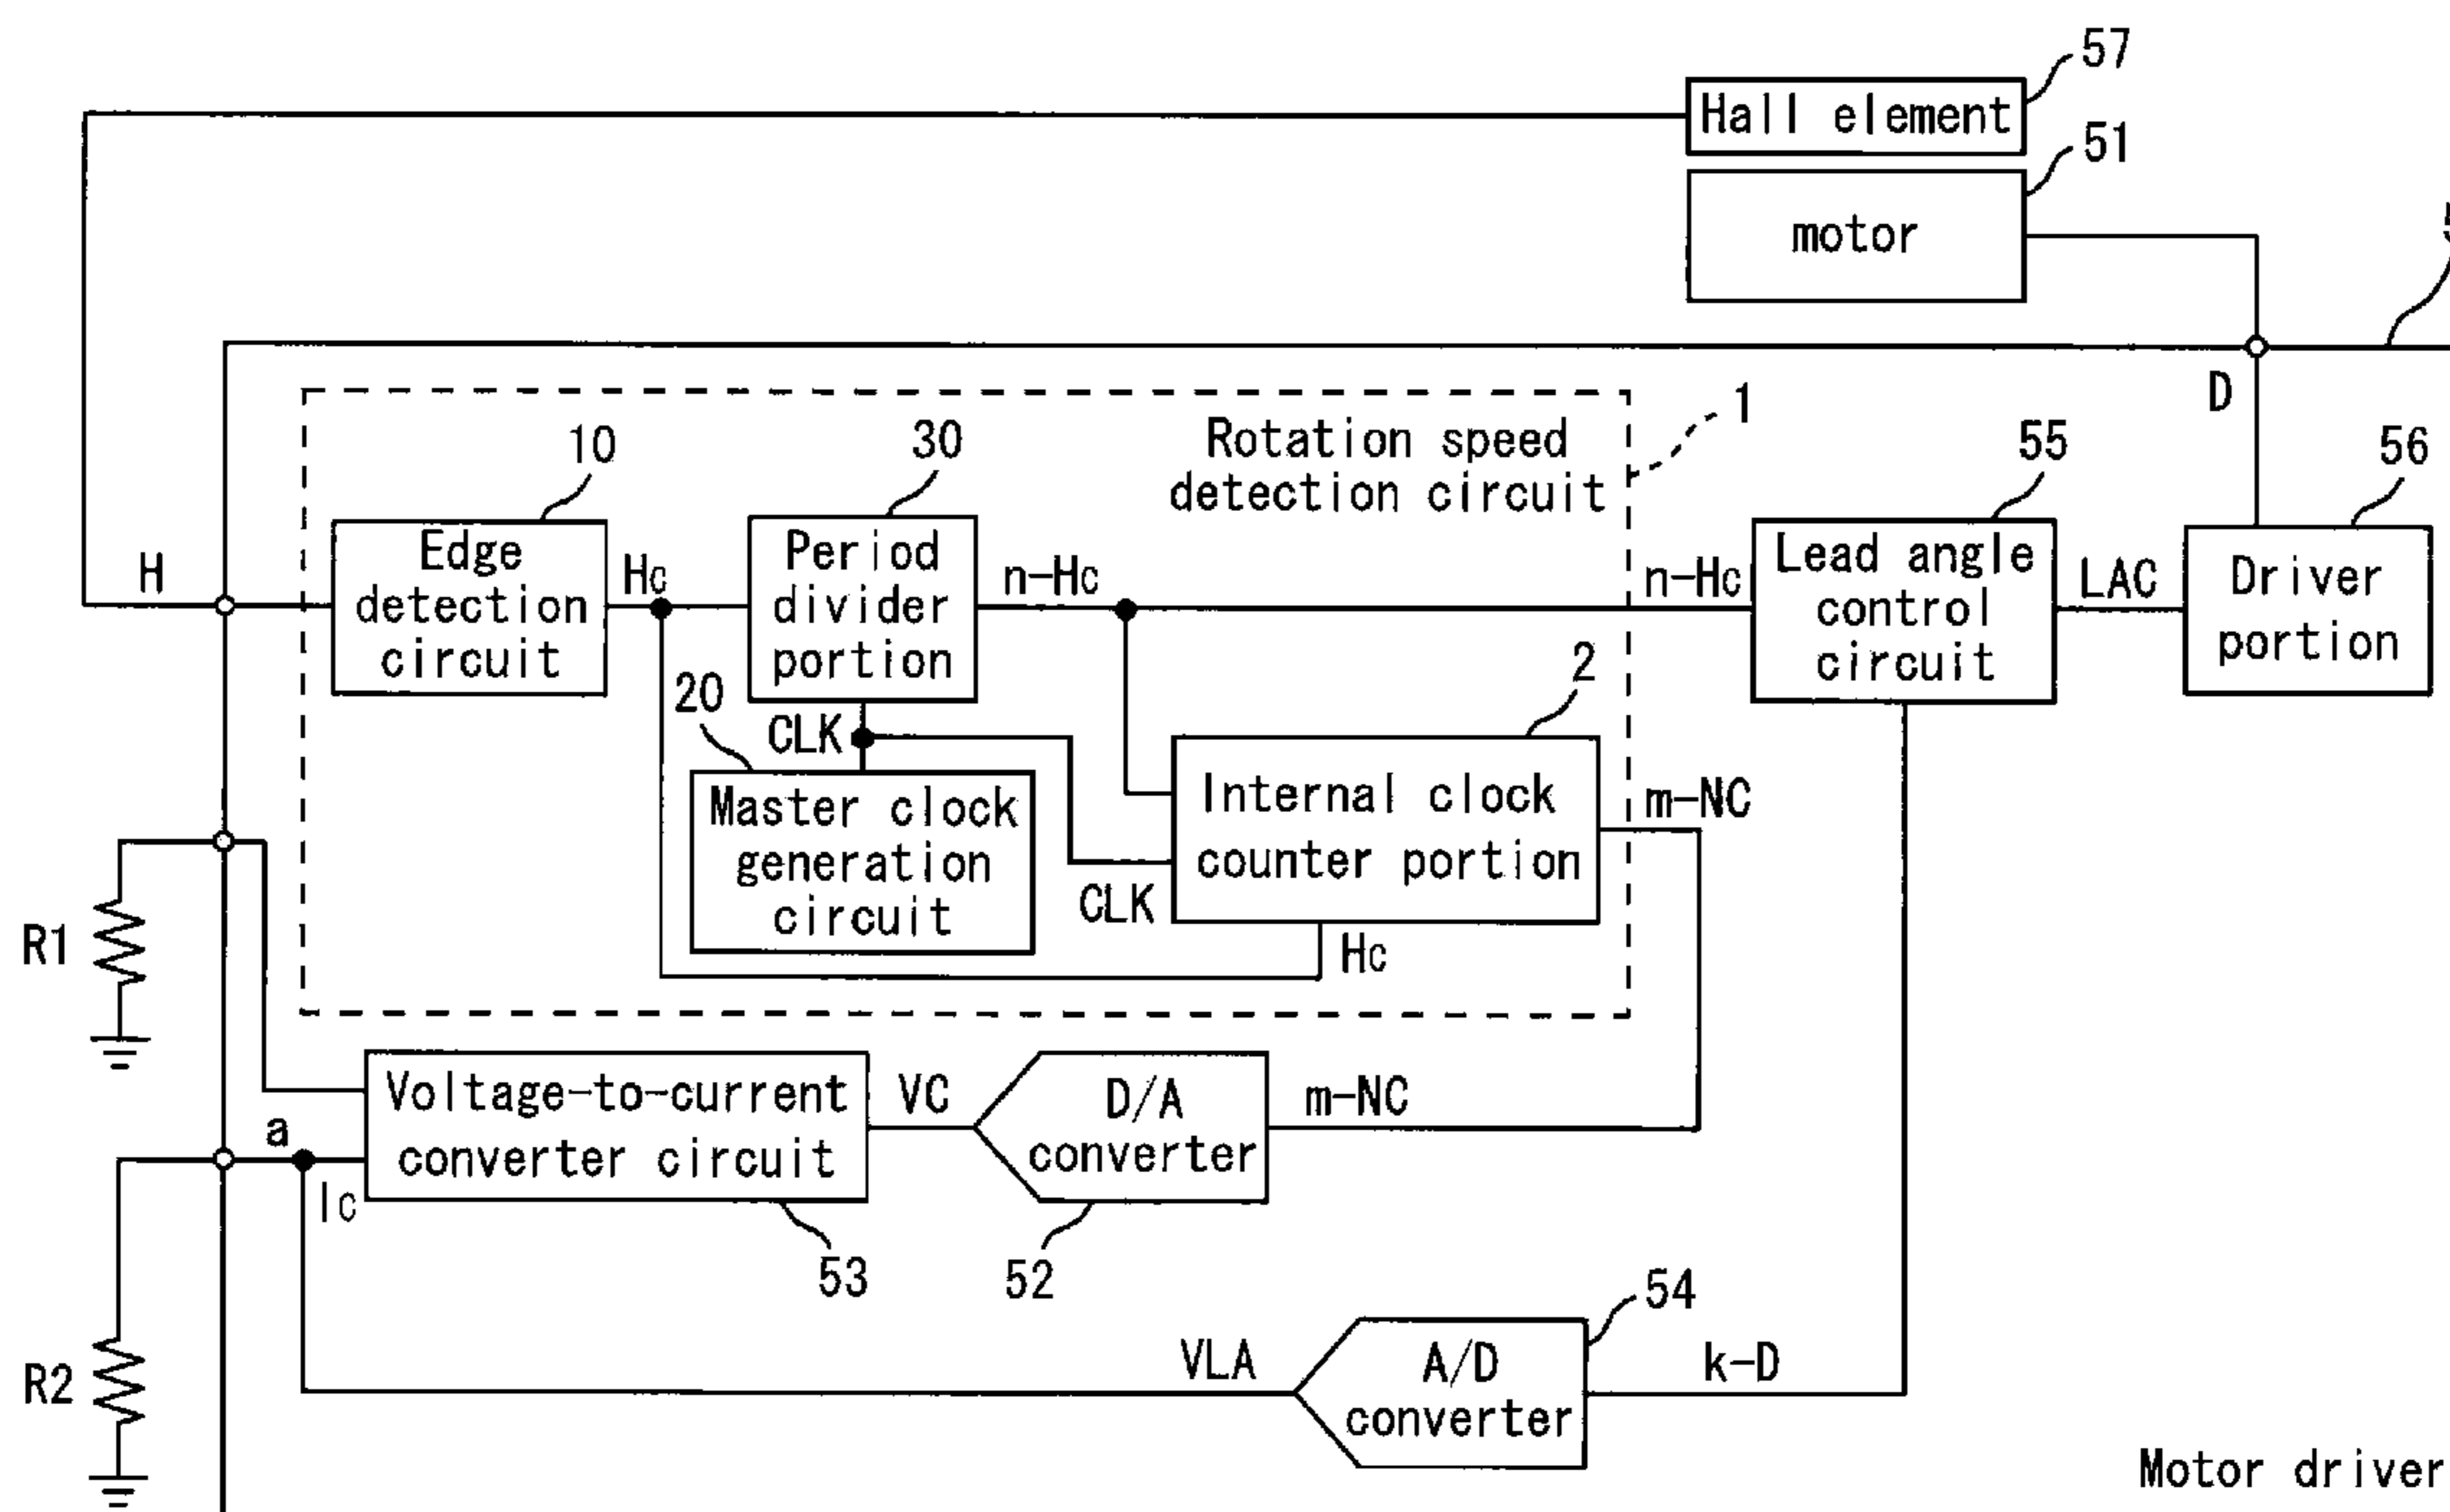 57
Hall element
51
motor
D
1
Rotation speed
detection circuit
10
30
55
56
H
Edge
detection
circuit
Hc
Period
divider
portion
n-Hc
n-Hc
Lead angle
control
circuit
LAC
Driver
portion
20
CLK
2
Master clock
generation
circuit
Internal clock
counter portion
m-NC
CLK
Hc
R1
Voltage-to-current
converter circuit
VC
D/A
converter
m-NC
a
Ic
53
52
54
R2
VLA
A/D
converter
k-D
Motor driver